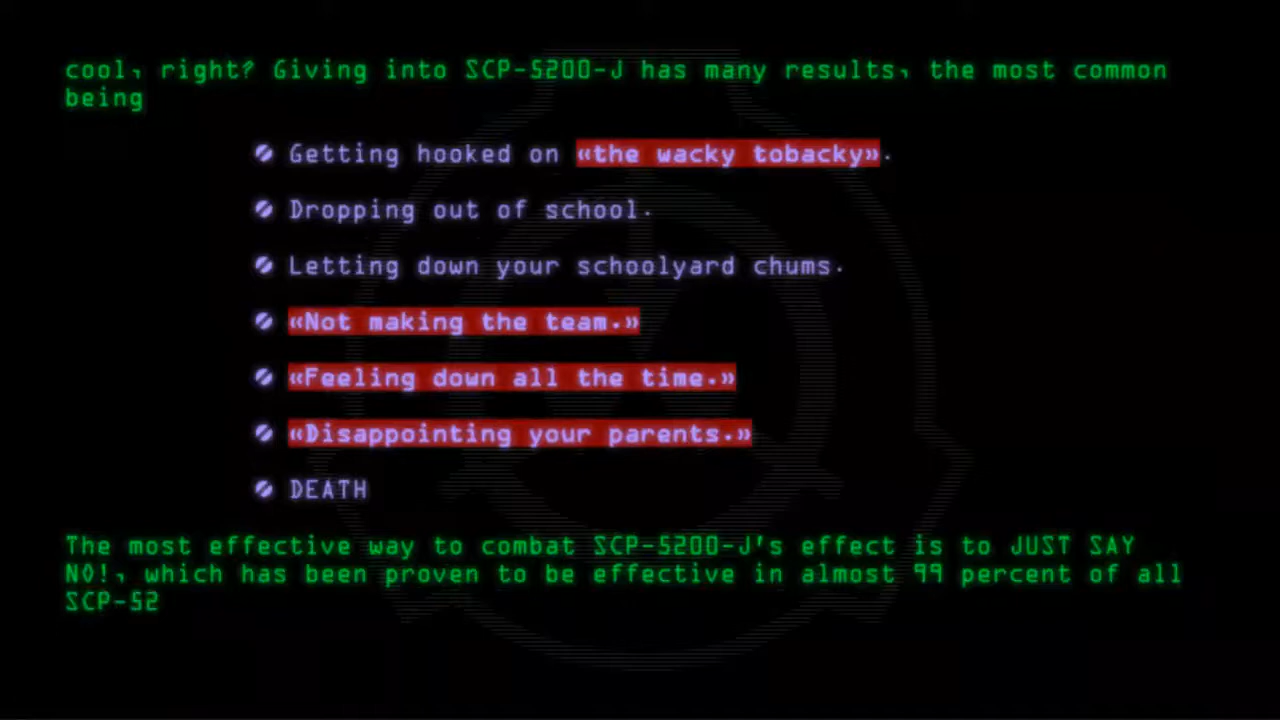 cool, right? Giving into SCP-5200-J has many results, the most common
being
Getting hooked on «the wacky tobacky».
Dropping out of school.
Letting down your schoolyard chums.
«Not making the team.»
«Feeling down all the time.»
«Disappointing your parents.»
DEATH
The most effective way to combat SCP-5200-J's effect is to JUST SAY
NO!, which has been proven to be effective in almost 99 percent of all
SCP-52